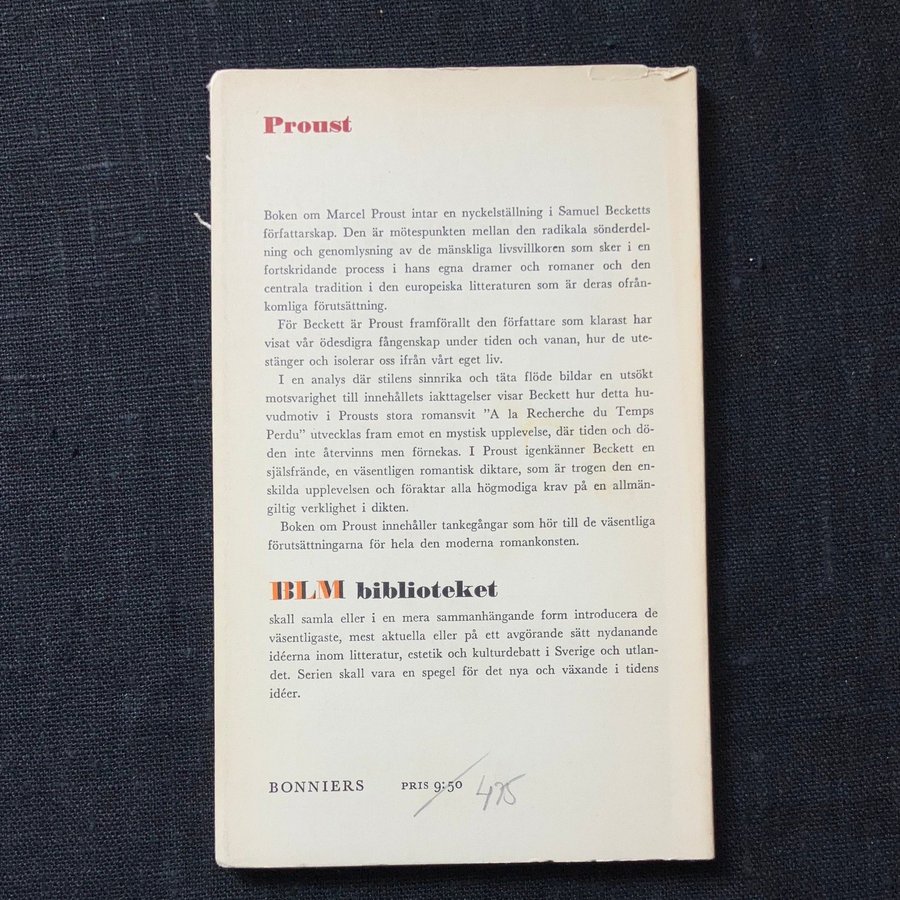 Proust
Boken om Marcel Proust intar en nyckelställning i Samuel Becketts
författarskap. Den är mötespunkten mellan den radikala sönderdel-
ning och genomlysning av de mänskliga livsvillkoren som sker i en
fortskridande process i hans egna dramer och romaner och den
centrala tradition i den europeiska litteraturen som är deras ofrån-
komliga förutsättning.
För Beckett är Proust framförallt den författare som klarast har
visat vår ödesdigra fångenskap under tiden och vanan, hur de ute-
stänger och isolerar oss ifrån vårt eget liv.
I en analys där stilens sinnrika och täta flöde bildar en utsökt
motsvarighet till innehållets iakttagelser visar Beckett hur detta hu-
vudmotiv i Prousts stora romansvit "A la Recherche du Temps
Perdu" utvecklas fram emot en mystisk upplevelse, där tiden och dö-
den inte återvinns men förnekas. I Proust igenkänner Beckett en
själsfrände, en väsentligen romantisk diktare, som är trogen den en-
skilda upplevelsen och föraktar alla högmodiga krav på en allmän-
giltig verklighet i dikten.
Boken om Proust innehåller tankegångar som hör till de väsentliga
förutsättningarna för hela den moderna romankonsten.
BLM biblioteket
skall samla eller i en mera sammanhängande form introducera de
väsentligaste, mest aktuella eller på ett avgörande sätt nydanande
idéerna inom litteratur, estetik och kulturdebatt i Sverige och utlan-
det. Serien skall vara en spegel för det nya och växande i tidens
idéer.
BONNIERS PRIS 9:50 475